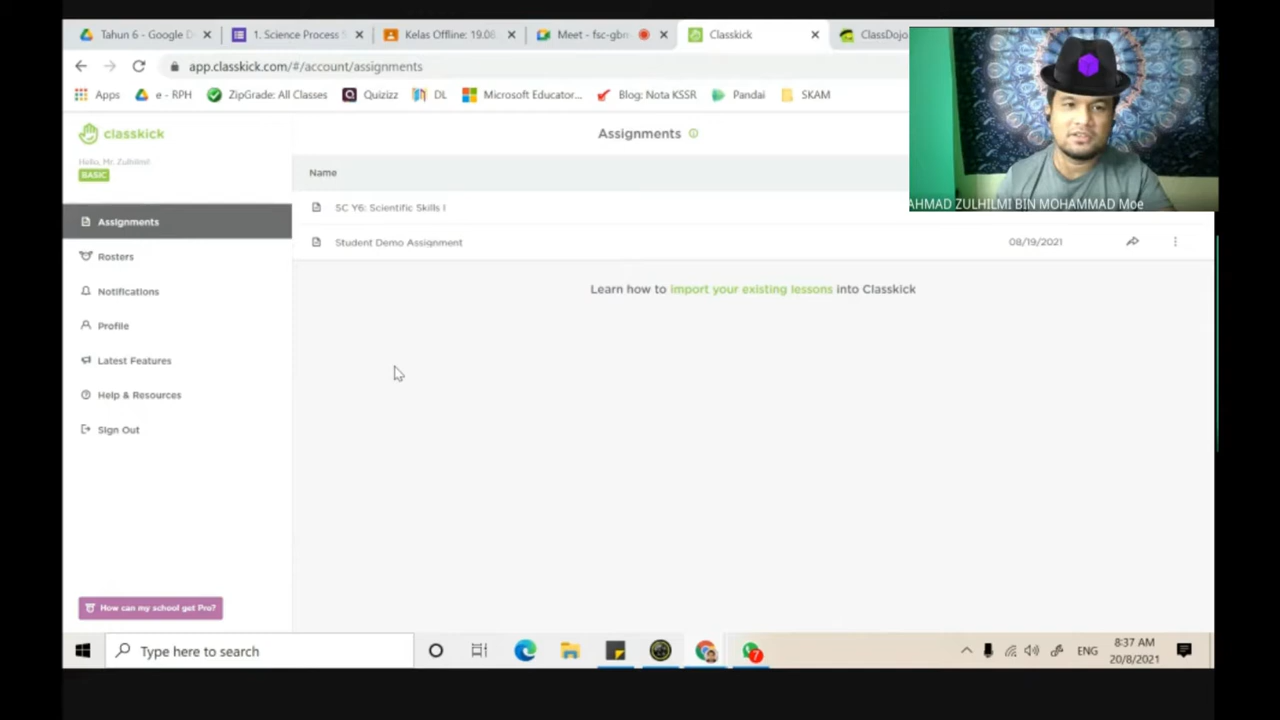 Tahun 6 - Google D
1. Science Process
Kelas Offline: 19.08
Meet - fsc-gbn
Classkick
ClassDojo
app.classkick.com/#/account/assignments
Apps
e - RPH
ZipGrade: All Classes
Quizizz
DL
Microsoft Educator...
Blog: Nota KSSR
Pandai
SKAM
classkick
Hello, Mr. Zulhilmi!
BASIC
Assignments
Rosters
Notifications
Profile
Latest Features
Help & Resources
Sign Out
How can my school get Pro?
Assignments
Name
SC Y6: Scientific Skills I
Student Demo Assignment
08/19/2021
Learn how to import your existing lessons into Classkick
AHMAD ZULHILMI BIN MOHAMMAD Moe
Type here to search
7
ENG
8:37 AM
20/8/2021